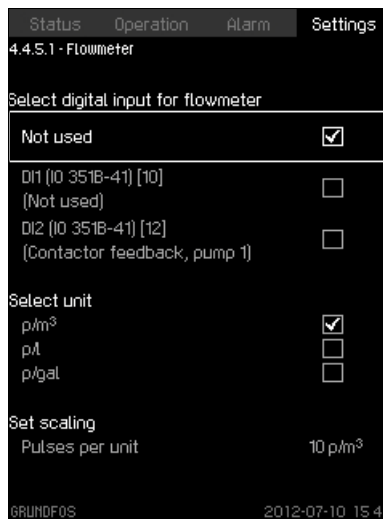 Status Operation Alarm Settings
4.4.5.1 - Flowmeter
Select digital input for flowmeter
Not used
DI1 (IO 351B-41) [10]
(Not used)
DI2 (IO 351B-41) [12]
(Contactor feedback, pump 1)
Select unit
p/m³
p/l
p/gal
Set scaling
Pulses per unit 10 p/m³
GRUNDFOS 2012-07-10 15 4